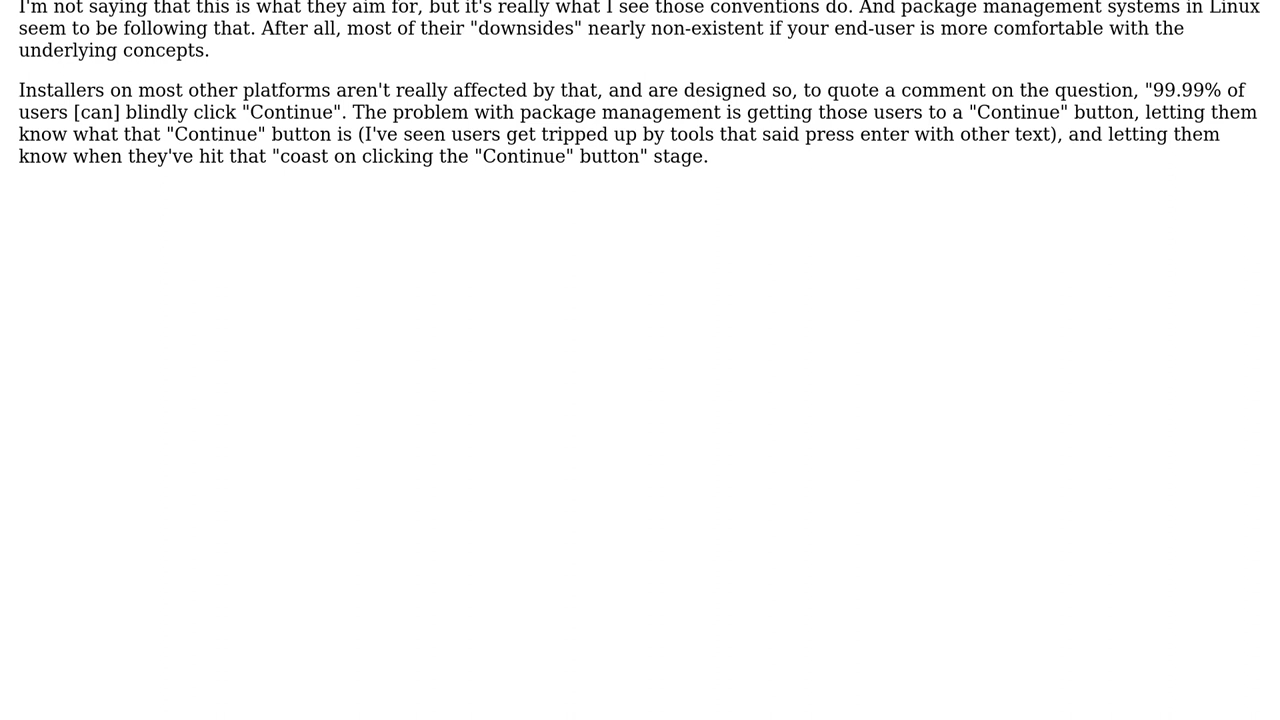 I'm not saying that this is what they aim for, but it's really what I see those conventions do. And package management systems in Linux
seem to be following that. After all, most of their "downsides" nearly non-existent if your end-user is more comfortable with the
underlying concepts.
Installers on most other platforms aren't really affected by that, and are designed so, to quote a comment on the question, "99.99% of
users [can] blindly click "Continue". The problem with package management is getting those users to a "Continue" button, letting them
know what that "Continue" button is (I've seen users get tripped up by tools that said press enter with other text), and letting them
know when they've hit that "coast on clicking the "Continue" button" stage.